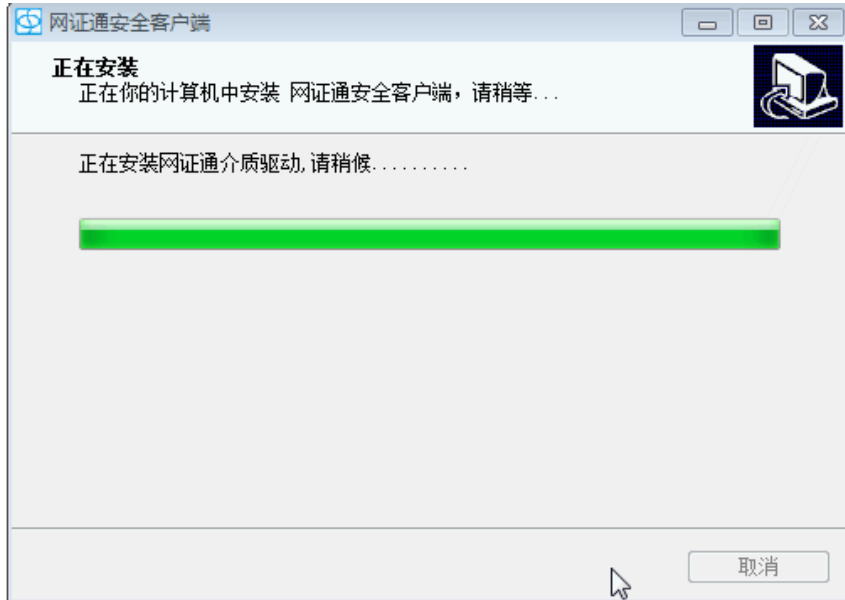 网证通安全客户端
正在安装
正在你的计算机中安装 网证通安全客户端，请稍等...
正在安装网证通介质驱动,请稍候..........
取消